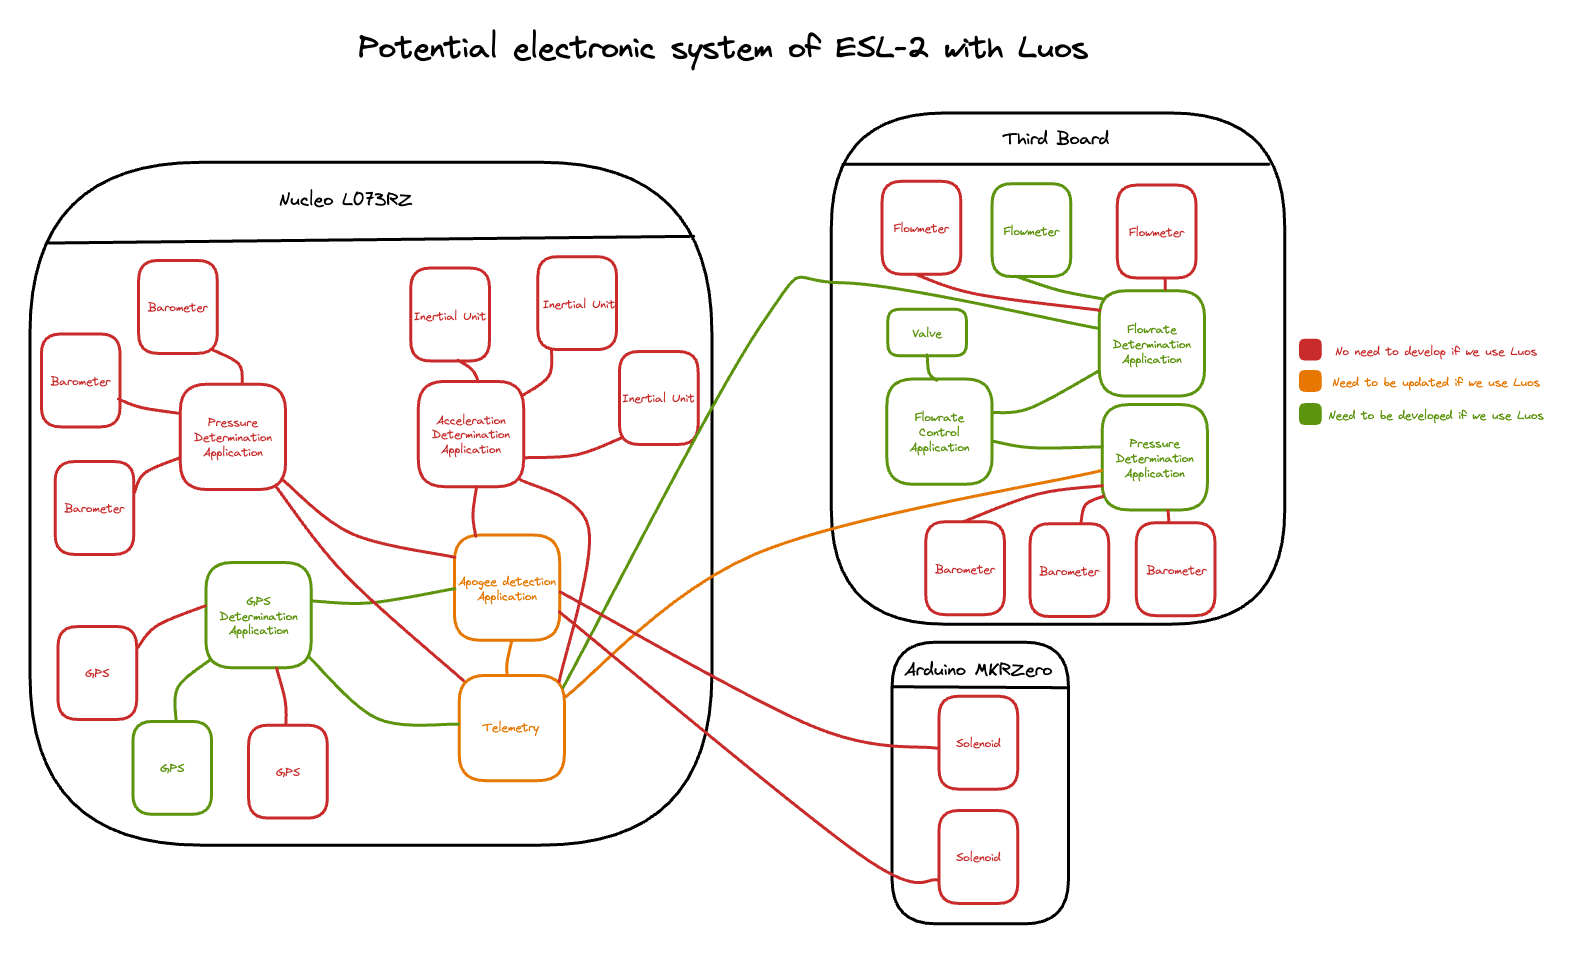 Potential electronic system of ESL-2 with Luos
Nucleo L073RZ
Barometer
Barometer
Barometer
Pressure
Determination
Application
Inertial Unit
Inertial Unit
Inertial Unit
Acceleration
Determination
Application
Apogee detection
Application
GPS
Determination
Application
GPS
GPS
GPS
Telemetry
Third Board
Flowmeter
Flowmeter
Flowmeter
Valve
Flowrate
Determination
Application
Flowrate
Control
Application
Pressure
Determination
Application
Barometer
Barometer
Barometer
Arduino MKRZero
Solenoid
Solenoid
No need to develop if we use Luos
Need to be updated if we use Luos
Need to be developed if we use Luos